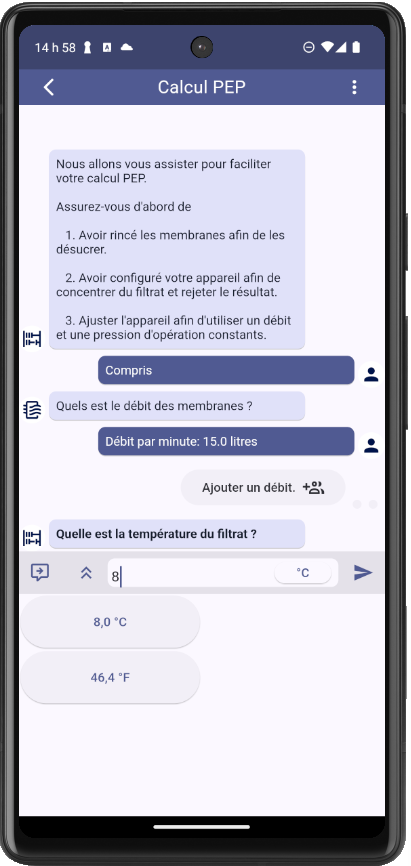 14 h 58
Calcul PEP
Nous allons vous assister pour faciliter
votre calcul PEP.
Assurez-vous d'abord de
1. Avoir rincé les membranes afin de les
désucrer.
2. Avoir configuré votre appareil afin de
concentrer du filtrat et rejeter le résultat.
3. Ajuster l'appareil afin d'utiliser un débit
et une pression d'opération constants.
Compris
Quels est le débit des membranes ?
Débit par minute: 15.0 litres
Ajouter un débit.
Quelle est la température du filtrat ?
8
°C
8,0 °C
46,4 °F